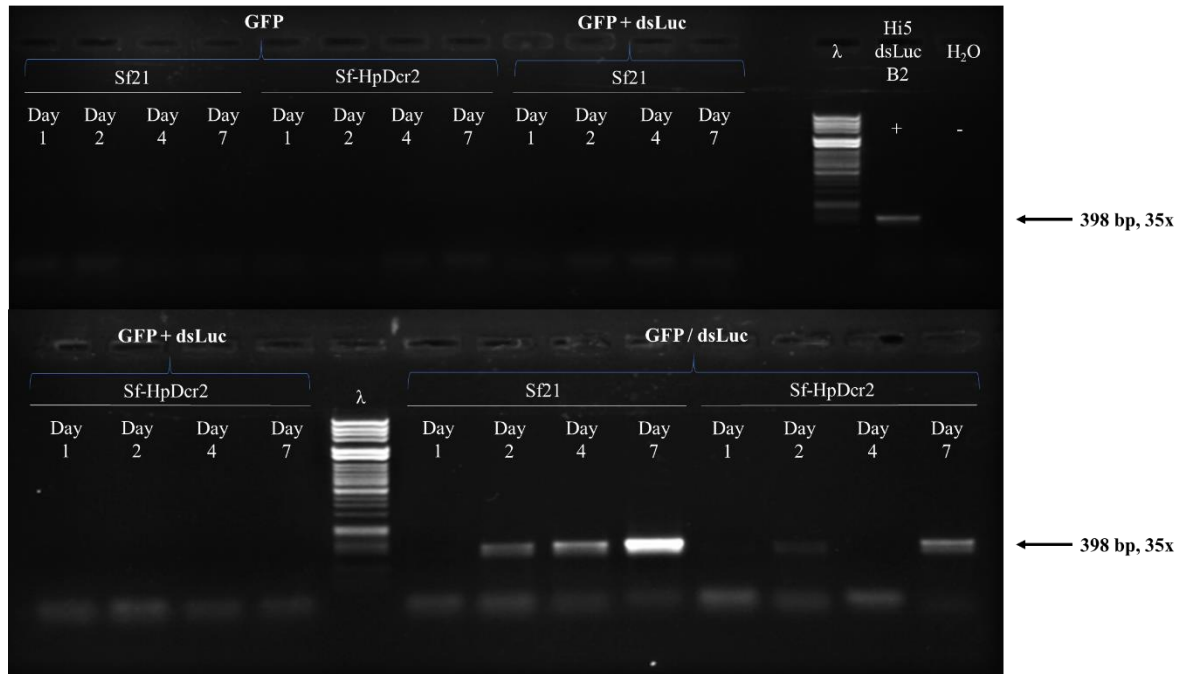 GFP GFP + dsLuc
Sf21 Sf-HpDcr2 Sf21 λ Hi5 dsLuc B2 H₂O
Day 1 Day 2 Day 4 Day 7 Day 1 Day 2 Day 4 Day 7 Day 1 Day 2 Day 4 Day 7 + -
398 bp, 35x
GFP + dsLuc GFP / dsLuc
Sf-HpDcr2 λ Sf21 Sf-HpDcr2
Day 1 Day 2 Day 4 Day 7 Day 1 Day 2 Day 4 Day 7 Day 1 Day 2 Day 4 Day 7
398 bp, 35x